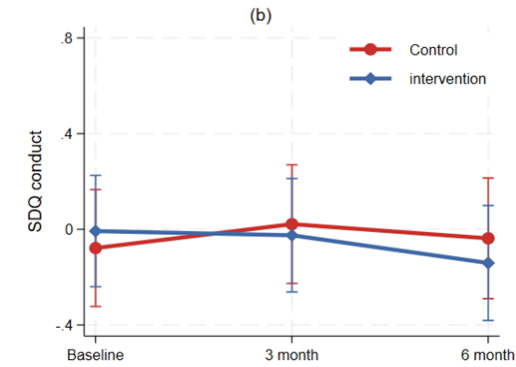 (b)
.8
.4
0
-.4
SDQ conduct
Control
intervention
Baseline
3 month
6 month